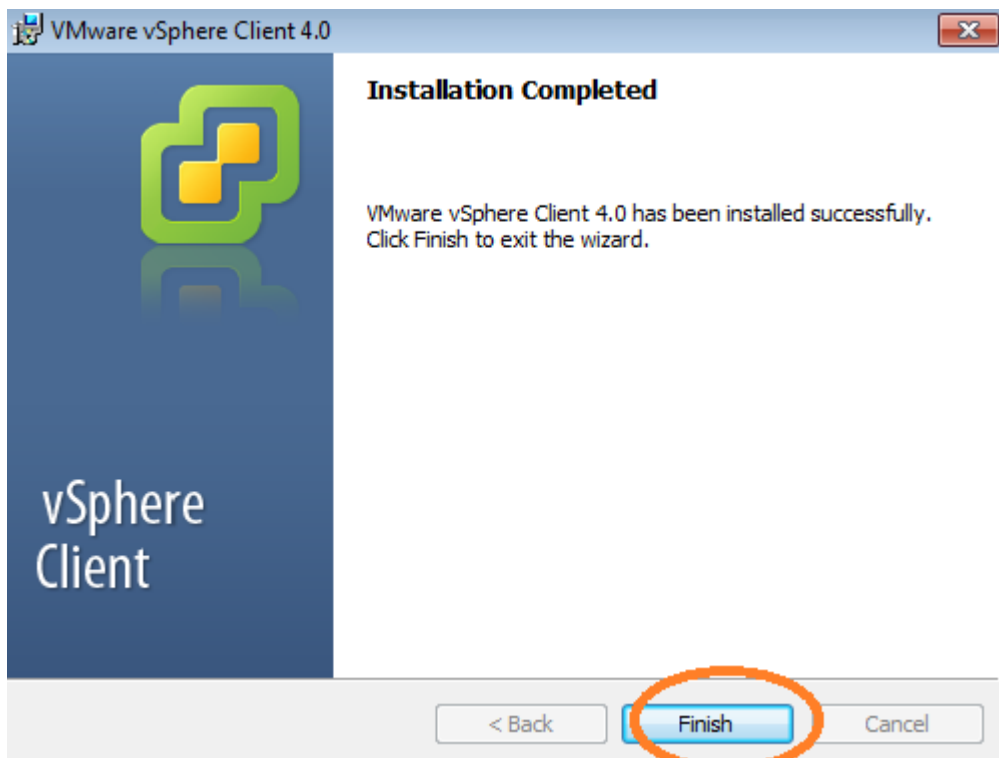 VMware vSphere Client 4.0
Installation Completed
VMware vSphere Client 4.0 has been installed successfully.
Click Finish to exit the wizard.
vSphere
Client
< Back
Finish
Cancel